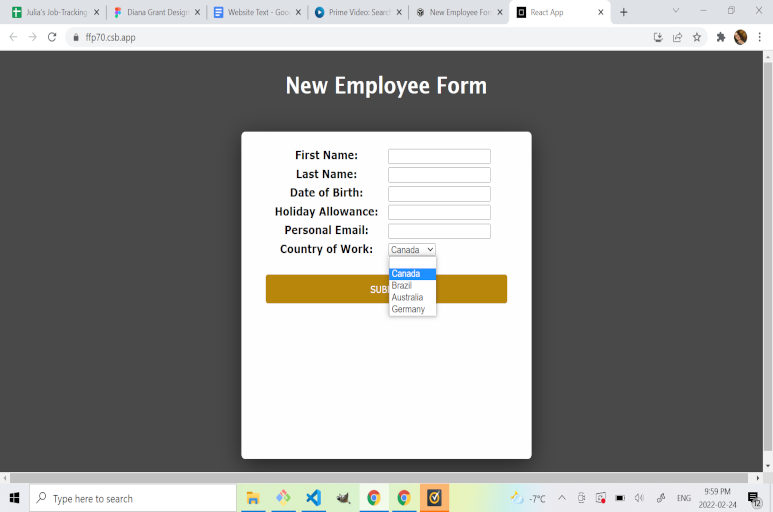 Julia's Job-Tracking
Diana Grant Design
Website Text - Goo
Prime Video: Searc
New Employee For
React App
ffp70.csb.app
New Employee Form
First Name:
Last Name:
Date of Birth:
Holiday Allowance:
Personal Email:
Country of Work:
Canada
Canada
Brazil
Australia
Germany
SUB
Type here to search
-7°C
ENG
9:59 PM
2022-02-24
12